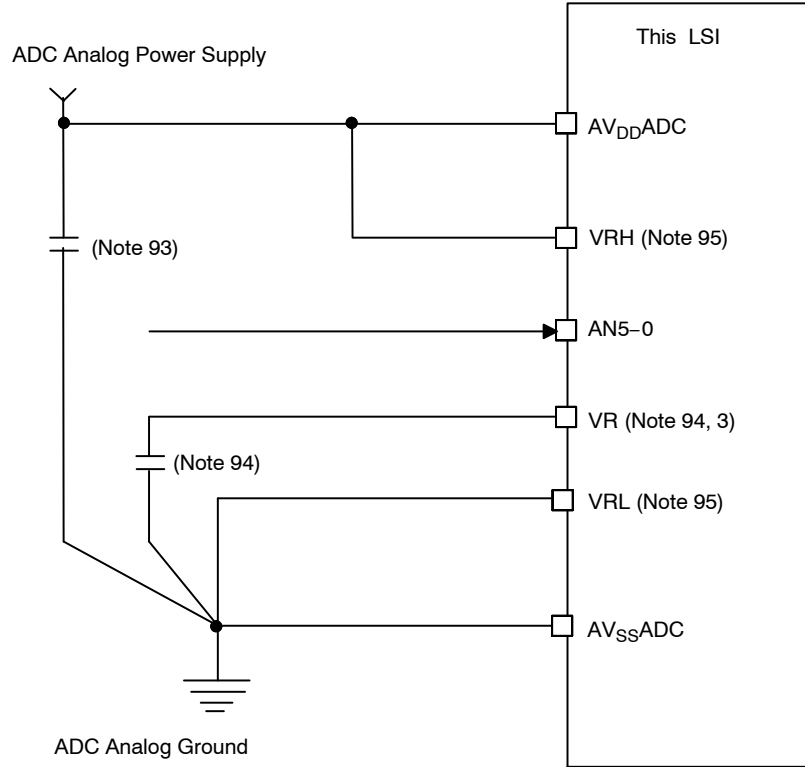 This LSI
ADC Analog Power Supply
AVDDADC
(Note 93)
VRH (Note 95)
AN5−0
VR (Note 94, 3)
(Note 94)
VRL (Note 95)
AVSSADC
ADC Analog Ground